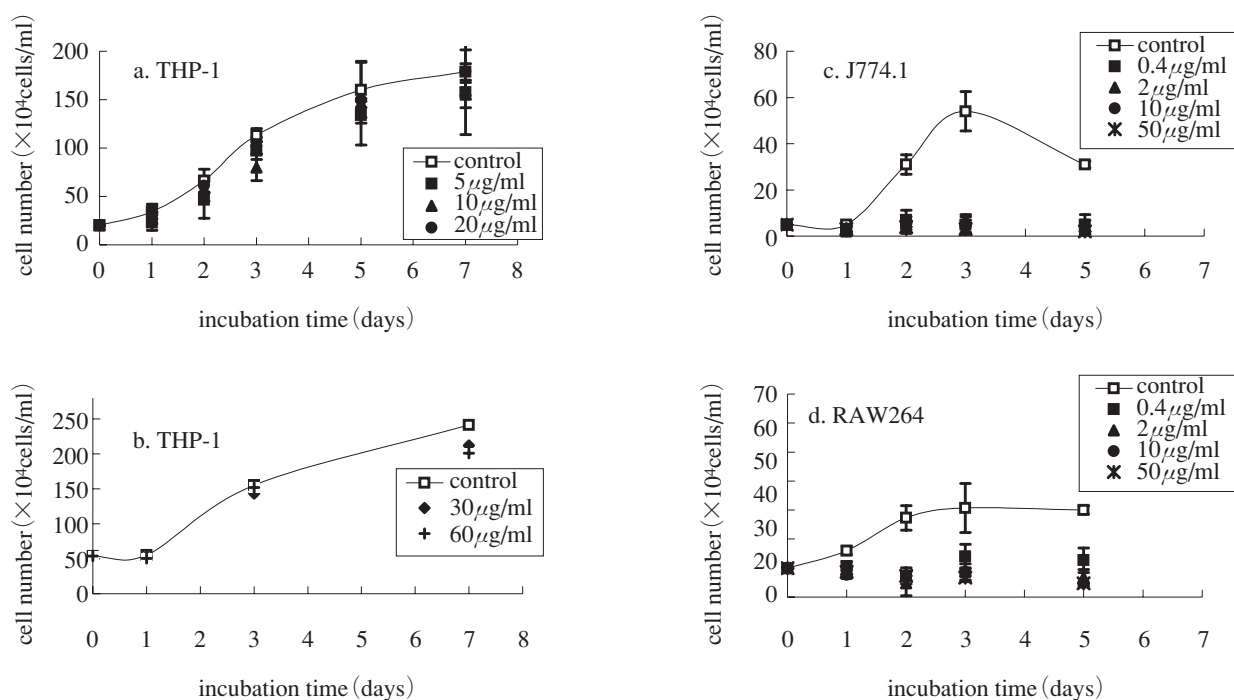 200
150
100
50
0
a. THP-1
control
5μg/ml
10μg/ml
20μg/ml
0 1 2 3 4 5 6 7 8
cell number (×10⁴cells/ml)
incubation time (days)
80
60
40
20
0
c. J774.1
control
0.4μg/ml
2μg/ml
10μg/ml
50μg/ml
0 1 2 3 4 5 6 7
cell number (×10⁴cells/ml)
incubation time (days)
250
200
150
100
50
0
b. THP-1
control
30μg/ml
60μg/ml
0 1 2 3 4 5 6 7 8
cell number (×10⁴cells/ml)
incubation time (days)
70
60
50
40
30
20
10
0
d. RAW264
control
0.4μg/ml
2μg/ml
10μg/ml
50μg/ml
0 1 2 3 4 5 6 7
cell number (×10⁴cells/ml)
incubation time (days)